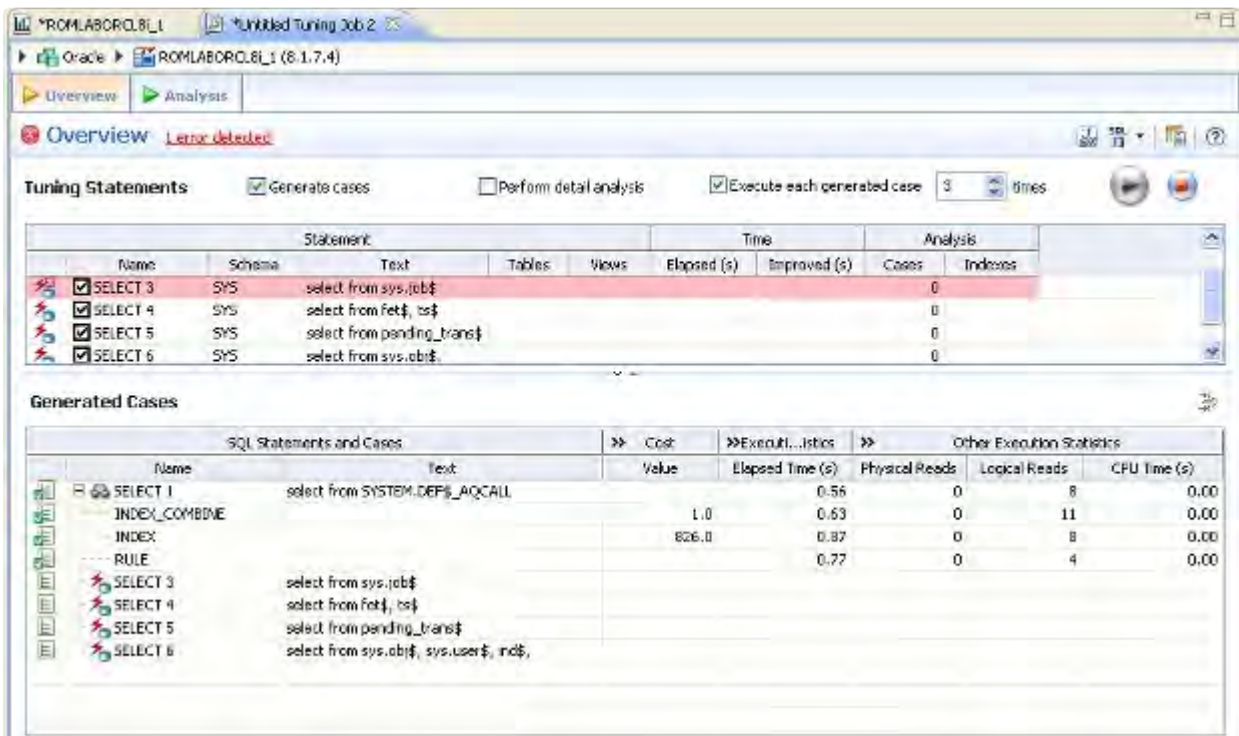 *ROMLABORCL8i_1 *Untitled Tuning Job 2
Oracle ROMLABORCL8i_1 (8.1.7.4)
Overview Analysis
Overview 1 error detected
Tuning Statements Generate cases Perform detail analysis Execute each generated case 3 times
Statement Time Analysis
Name Schema Text Tables Views Elapsed (s) Improved (s) Cases Indexes
SELECT 3 SYS select from sys.job$ 0
SELECT 4 SYS select from fet$, ts$ 0
SELECT 5 SYS select from pending_trans$ 0
SELECT 6 SYS select from sys.obj$, 0
Generated Cases
SQL Statements and Cases » Cost »Executi...istics » Other Execution Statistics
Name Text Value Elapsed Time (s) Physical Reads Logical Reads CPU Time (s)
SELECT 1 select from SYSTEM.DEF$_AQCALL 0.56 0 8 0.00
INDEX_COMBINE 1.0 0.63 0 11 0.00
INDEX 826.0 0.87 0 8 0.00
RULE 0.77 0 4 0.00
SELECT 3 select from sys.job$
SELECT 4 select from fet$, ts$
SELECT 5 select from pending_trans$
SELECT 6 select from sys.obj$, sys.user$, ind$,